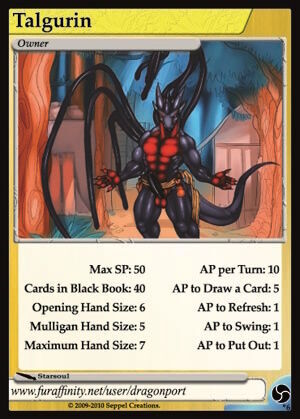 Talgurin
Owner
Max SP: 50
Cards in Black Book: 40
Opening Hand Size: 6
Mulligan Hand Size: 5
Maximum Hand Size: 7
AP per Turn: 10
AP to Draw a Card: 5
AP to Refresh: 1
AP to Swing: 1
AP to Put Out: 1
Starsoul
www.furaffinity.net/user/dragonport
© 2009-2010 Seppel Creations.